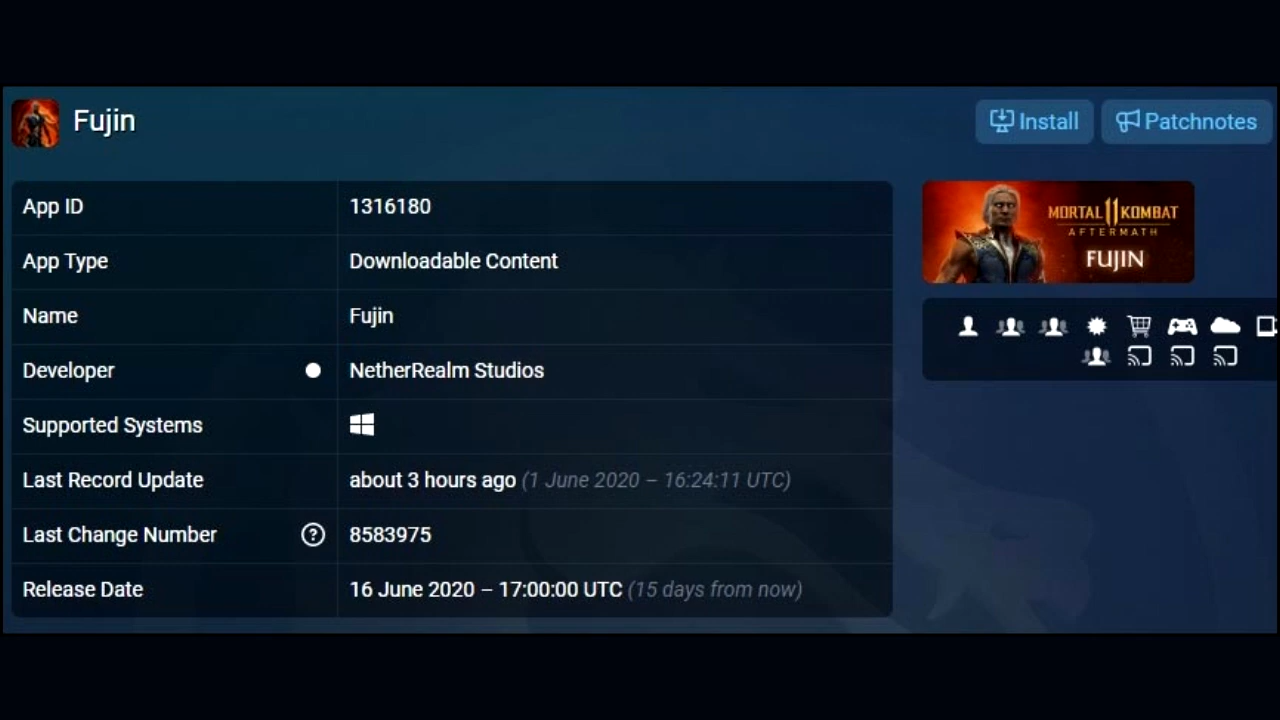 Fujin
Install
Patchnotes
App ID 1316180
App Type Downloadable Content
Name Fujin
Developer NetherRealm Studios
Supported Systems
Last Record Update about 3 hours ago (1 June 2020 – 16:24:11 UTC)
Last Change Number ? 8583975
Release Date 16 June 2020 – 17:00:00 UTC (15 days from now)
MORTAL 11 KOMBAT
AFTERMATH
FUJIN